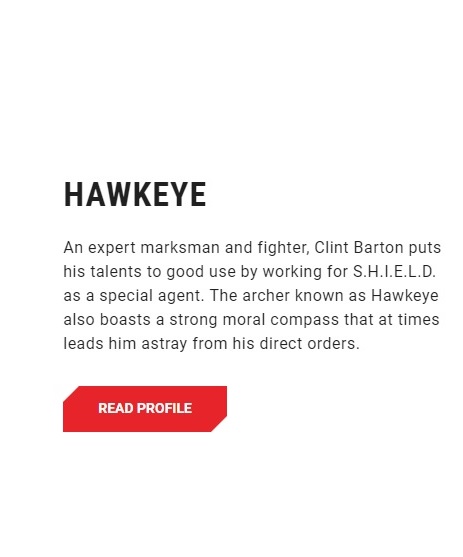 HAWKEYE
An expert marksman and fighter, Clint Barton puts
his talents to good use by working for S.H.I.E.L.D.
as a special agent. The archer known as Hawkeye
also boasts a strong moral compass that at times
leads him astray from his direct orders.
READ PROFILE